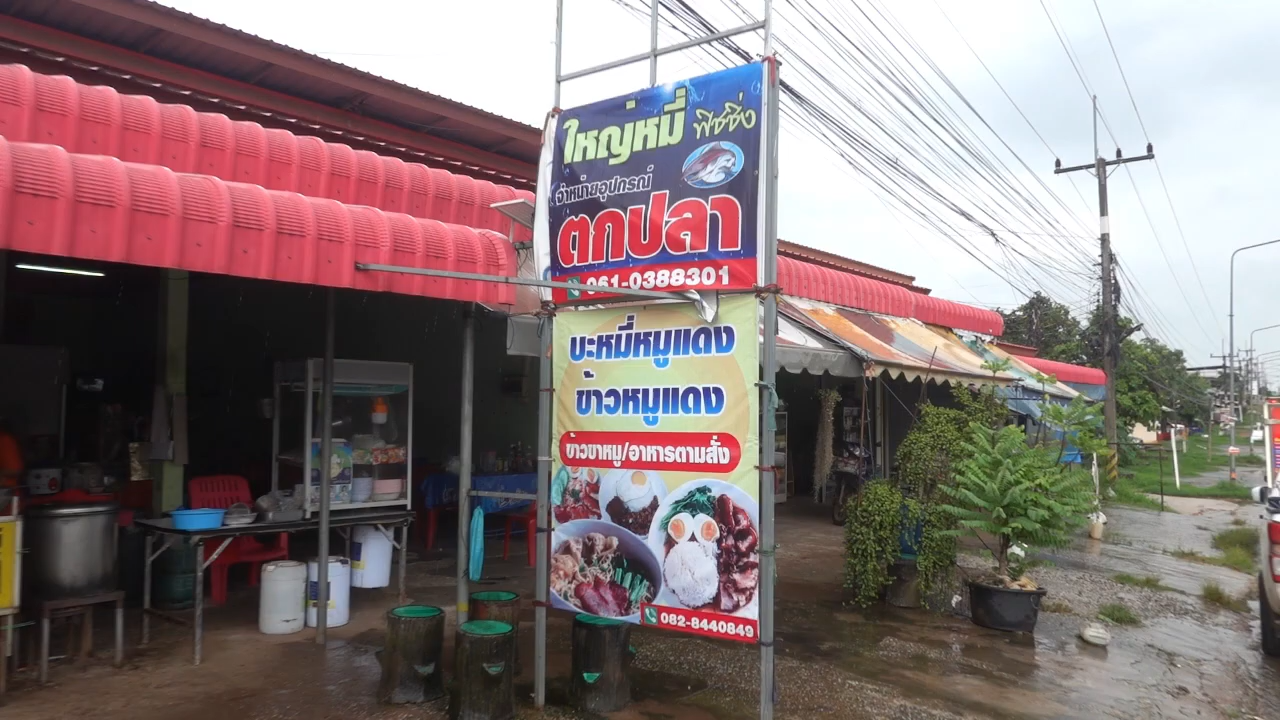 ใหญ่หมี่ ฟิชชิ่ง
จำหน่ายอุปกรณ์
ตกปลา
061-0388301
บะหมี่หมูแดง
ข้าวหมูแดง
ข้าวขาหมู/อาหารตามสั่ง
082-8440849